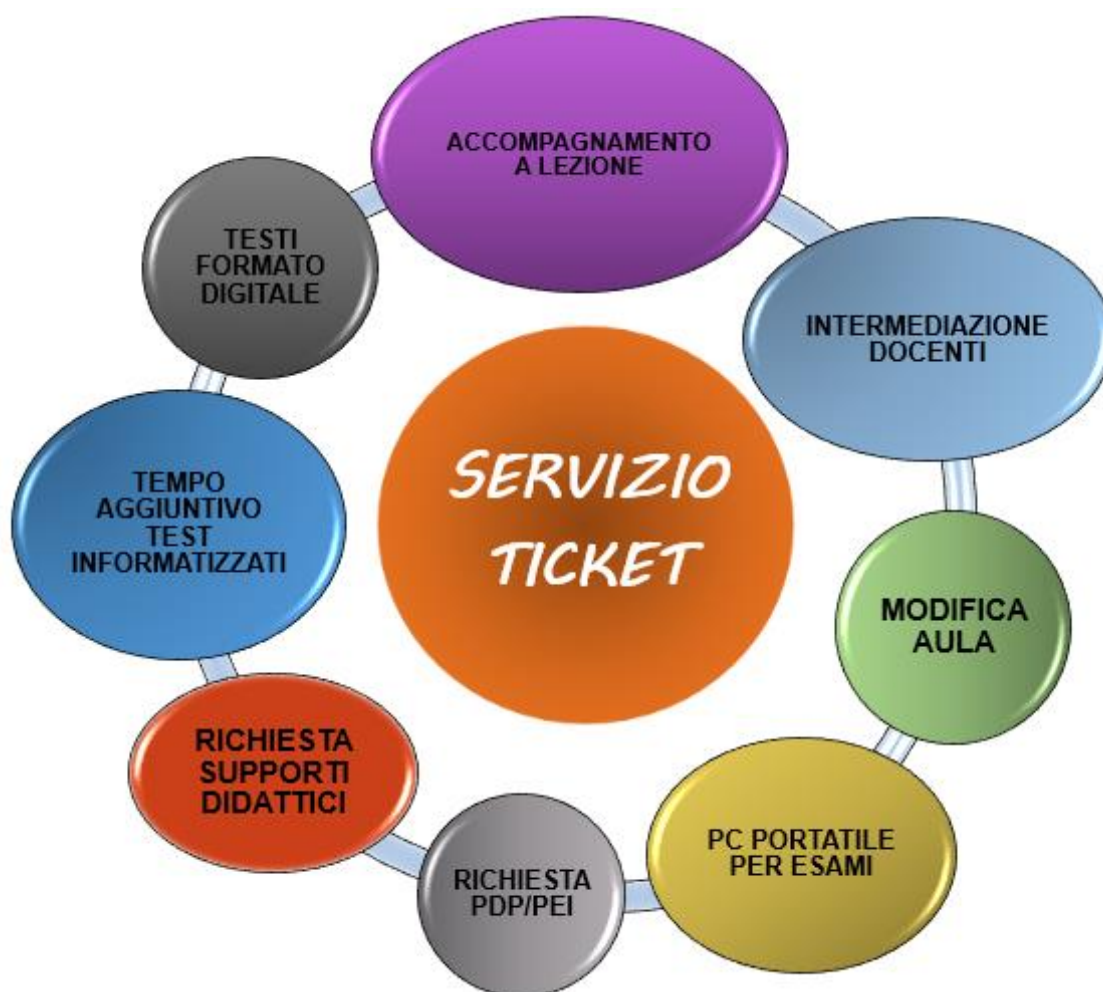 ACCOMPAGNAMENTO
A LEZIONE
INTERMEDIAZIONE
DOCENTI
MODIFICA
AULA
PC PORTATILE
PER ESAMI
RICHIESTA
PDP/PEI
RICHIESTA
SUPPORTI
DIDATTICI
TEMPO
AGGIUNTIVO
TEST
INFORMATIZZATI
TESTI
FORMATO
DIGITALE
SERVIZIO
TICKET